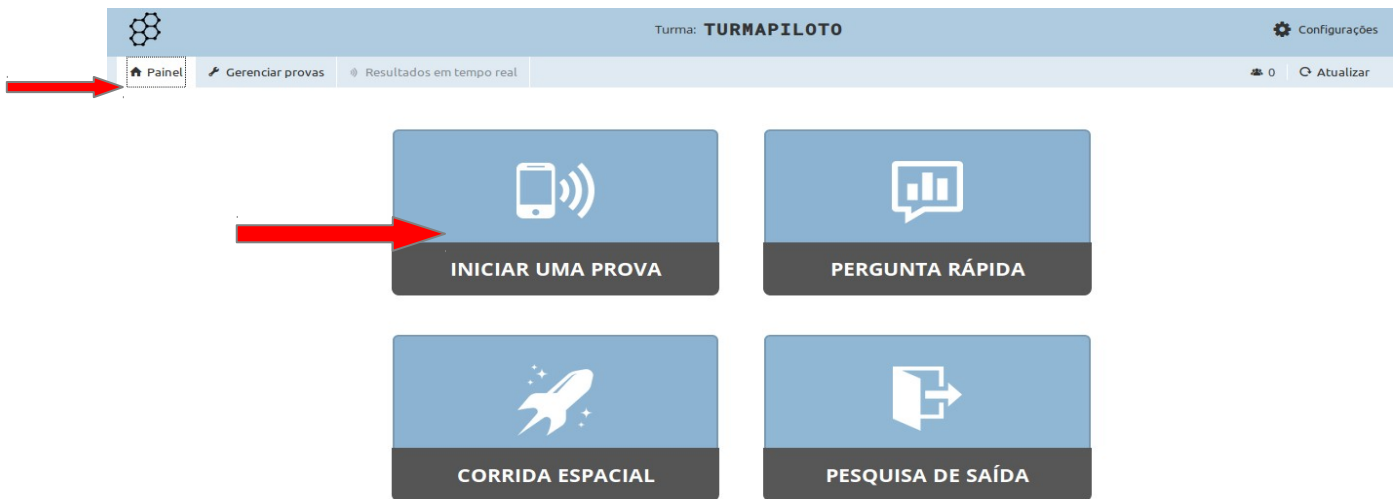 Turma: TURMAPILOTO
Configurações
Painel
Gerenciar provas
Resultados em tempo real
0
Atualizar
INICIAR UMA PROVA
PERGUNTA RÁPIDA
CORRIDA ESPACIAL
PESQUISA DE SAÍDA